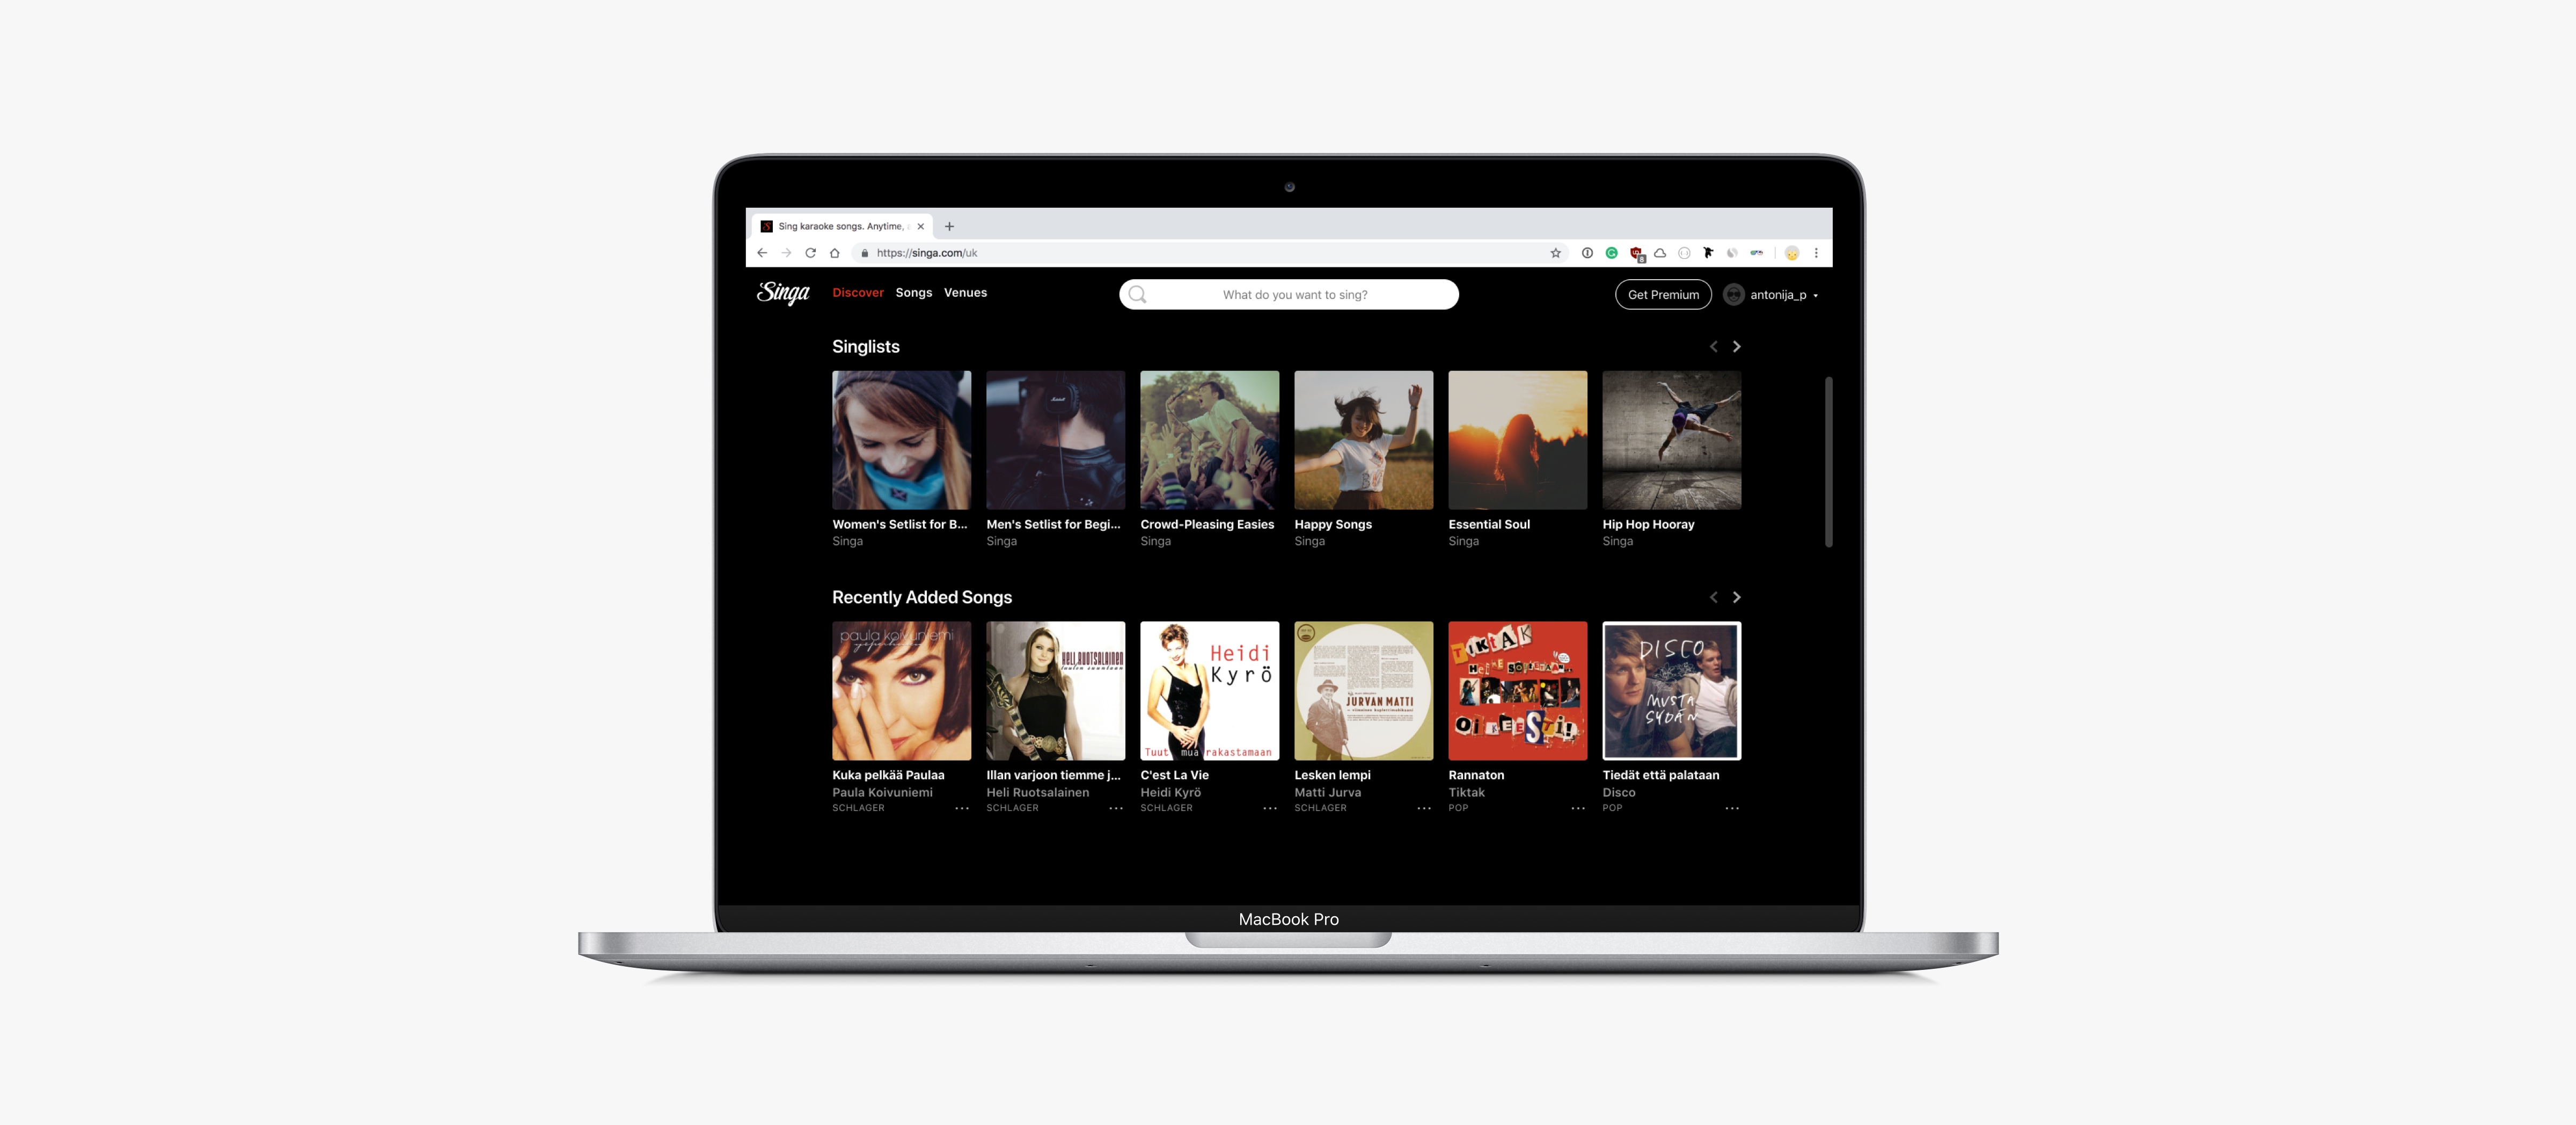 Sing karaoke songs. Anytime,
https://singa.com/uk
8
Singa
Discover Songs Venues
What do you want to sing?
Get Premium
antonija_p
Singlists
Women's Setlist for B...
Singa
Men's Setlist for Begi...
Singa
Crowd-Pleasing Easies
Singa
Happy Songs
Singa
Essential Soul
Singa
Hip Hop Hooray
Singa
Recently Added Songs
paula koivuniemi
HELI RUOTSALAINEN
Heidi
Kyrö
Tuut mua rakastamaan
JURVAN MATTI
TIKTAK
OIKEESTI!
DISCO
MUSTA
SYDÄN
Kuka pelkää Paulaa
Paula Koivuniemi
SCHLAGER
Illan varjoon tiemme j...
Heli Ruotsalainen
SCHLAGER
C'est La Vie
Heidi Kyrö
SCHLAGER
Lesken lempi
Matti Jurva
SCHLAGER
Rannaton
Tiktak
POP
Tiedät että palataan
Disco
POP
MacBook Pro